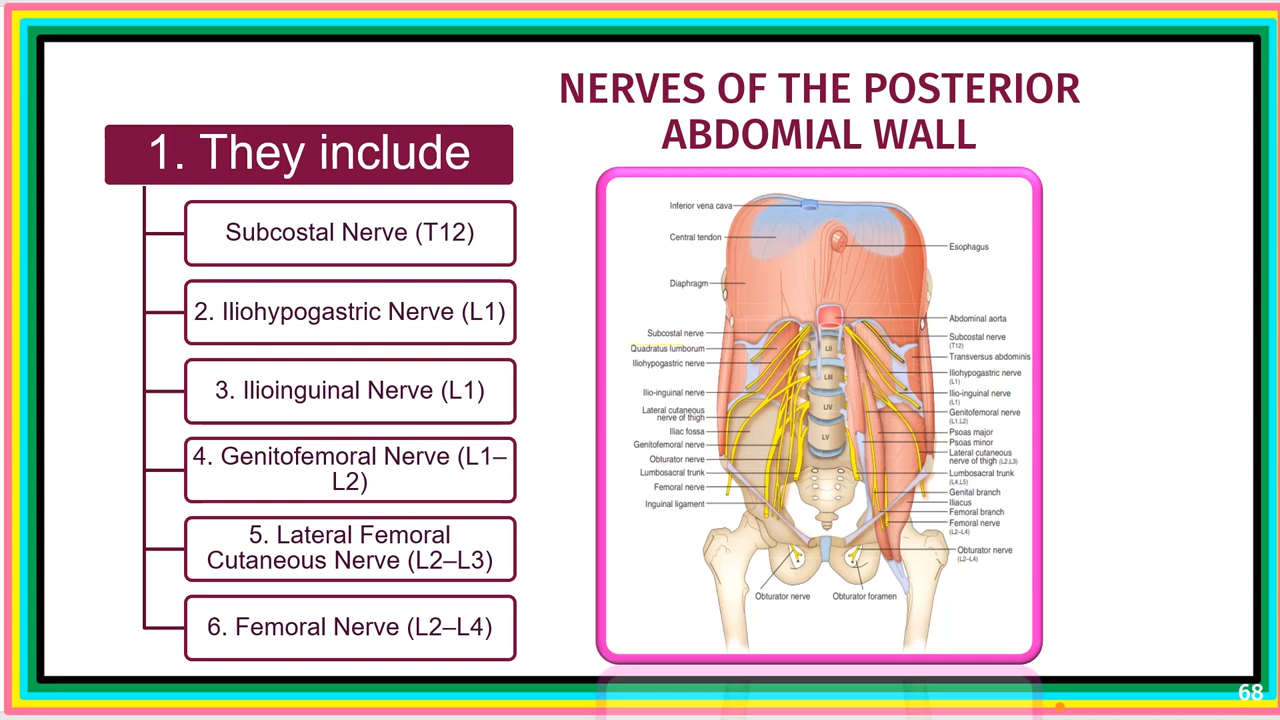 NERVES OF THE POSTERIOR
ABDOMIAL WALL
1. They include
Subcostal Nerve (T12)
2. Iliohypogastric Nerve (L1)
3. Ilioinguinal Nerve (L1)
4. Genitofemoral Nerve (L1–
L2)
5. Lateral Femoral
Cutaneous Nerve (L2–L3)
6. Femoral Nerve (L2–L4)
Inferior vena cava
Central tendon
Diaphragm
Subcostal nerve
Quadratus lumborum
Iliohypogastric nerve
Ilio-inguinal nerve
Lateral cutaneous
nerve of thigh
Iliac fossa
Genitofemoral nerve
Obturator nerve
Lumbosacral trunk
Femoral nerve
Inguinal ligament
LII
LIII
LIV
LV
Esophagus
Abdominal aorta
Subcostal nerve
(T12)
Transversus abdominis
Iliohypogastric nerve
(L1)
Ilio-inguinal nerve
(L1)
Genitofemoral nerve
(L1,L2)
Psoas major
Psoas minor
Lateral cutaneous
nerve of thigh (L2,L3)
Lumbosacral trunk
(L4,L5)
Genital branch
Iliacus
Femoral branch
Femoral nerve
(L2–L4)
Obturator nerve
(L2–L4)
Obturator nerve
Obturator foramen
68